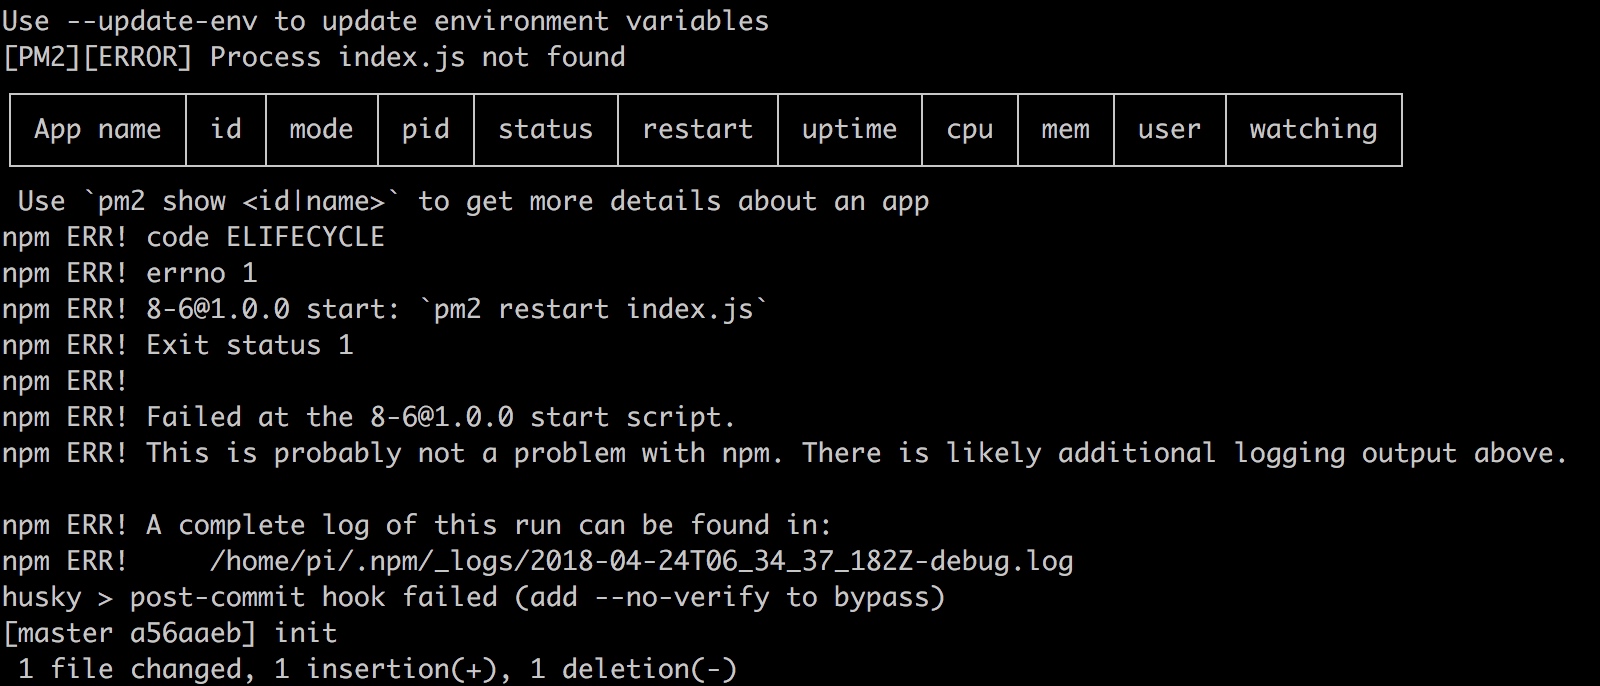 Use --update-env to update environment variables
[PM2][ERROR] Process index.js not found
App name id mode pid status restart uptime cpu mem user watching
Use `pm2 show <id|name>` to get more details about an app
npm ERR! code ELIFECYCLE
npm ERR! errno 1
npm ERR! 8-6@1.0.0 start: `pm2 restart index.js`
npm ERR! Exit status 1
npm ERR!
npm ERR! Failed at the 8-6@1.0.0 start script.
npm ERR! This is probably not a problem with npm. There is likely additional logging output above.
npm ERR! A complete log of this run can be found in:
npm ERR!     /home/pi/.npm/_logs/2018-04-24T06_34_37_182Z-debug.log
husky > post-commit hook failed (add --no-verify to bypass)
[master a56aaeb] init
1 file changed, 1 insertion(+), 1 deletion(-)